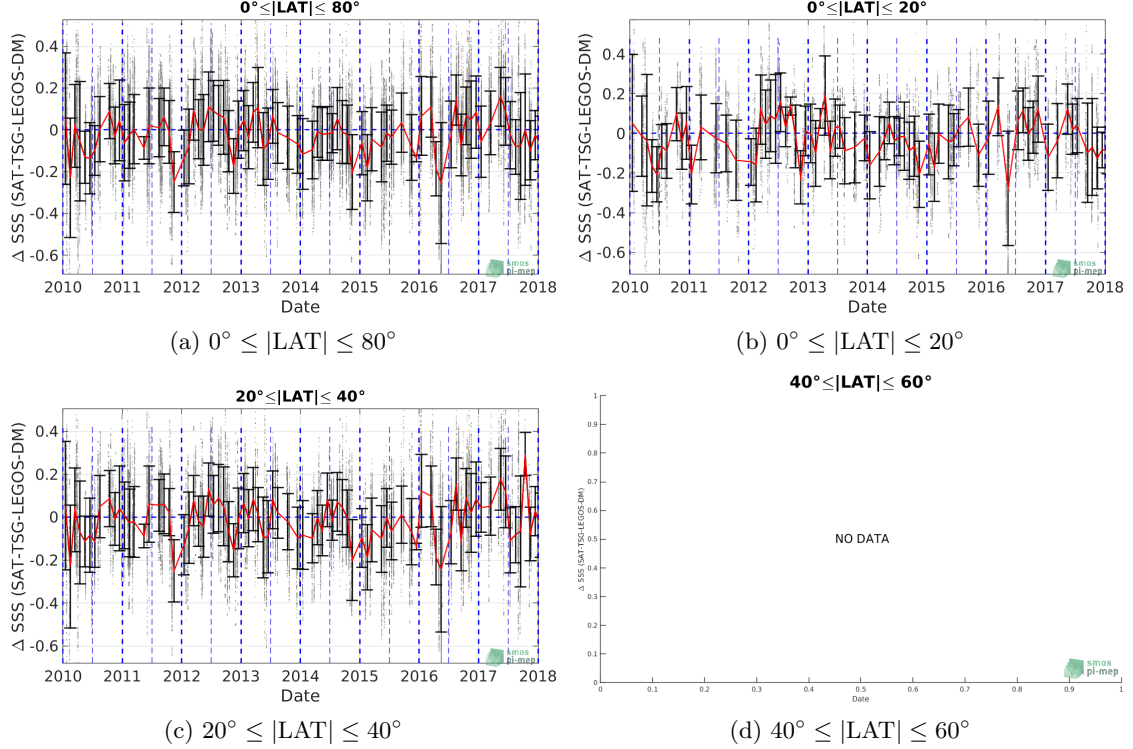 0°≤|LAT|≤ 80°
Δ SSS (SAT-TSG-LEGOS-DM)
0.4
0.2
0
-0.2
-0.4
-0.6
2010 2011 2012 2013 2014 2015 2016 2017 2018
Date
smos
pi-mep
(a) 0° ≤ |LAT| ≤ 80°
0°≤|LAT|≤ 20°
Δ SSS (SAT-TSG-LEGOS-DM)
0.4
0.2
0
-0.2
-0.4
-0.6
2010 2011 2012 2013 2014 2015 2016 2017 2018
Date
smos
pi-mep
(b) 0° ≤ |LAT| ≤ 20°
20°≤|LAT|≤ 40°
Δ SSS (SAT-TSG-LEGOS-DM)
0.4
0.2
0
-0.2
-0.4
-0.6
2010 2011 2012 2013 2014 2015 2016 2017 2018
Date
smos
pi-mep
(c) 20° ≤ |LAT| ≤ 40°
40°≤|LAT|≤ 60°
Δ SSS (SAT-TSG-LEGOS-DM)
1
0.9
0.8
0.7
0.6
0.5
0.4
0.3
0.2
0.1
0
NO DATA
0 0.1 0.2 0.3 0.4 0.5 0.6 0.7 0.8 0.9 1
Date
smos
pi-mep
(d) 40° ≤ |LAT| ≤ 60°